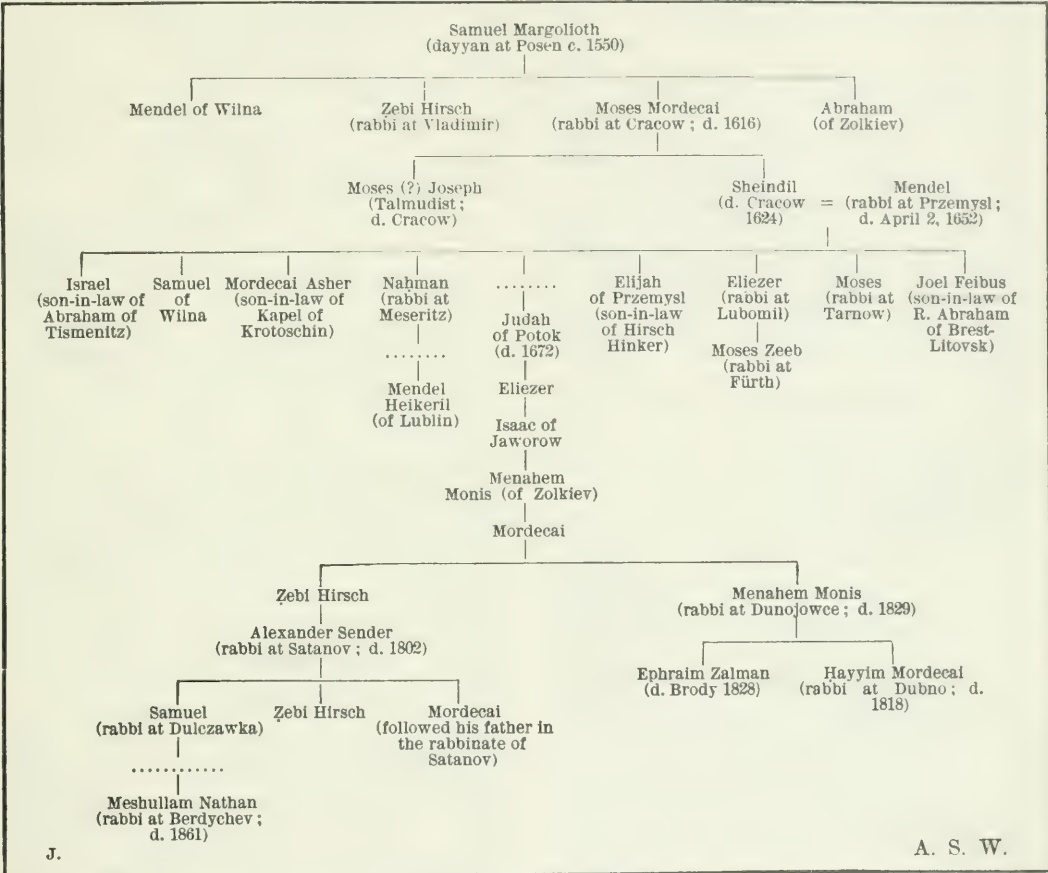 Samuel Margolioth
(dayyan at Posen c. 1550)
Mendel of Wilna
Ẓebi Hirsch
(rabbi at Vladimir)
Moses Mordecai
(rabbi at Cracow ; d. 1616)
Abraham
(of Zolkiev)
Moses (?) Joseph
(Talmudist ;
d. Cracow)
Sheindil
(d. Cracow
1624)
=
Mendel
(rabbi at Przemysl ;
d. April 2, 1652)
Israel
(son-in-law of
Abraham of
Tismenitz)
Samuel
of
Wilna
Mordecai Asher
(son-in-law of
Kapel of
Krotoschin)
Naḥman
(rabbi at
Meseritz)
........
Mendel
Heikeril
(of Lublin)
........
Judah
of Potok
(d. 1672)
Eliezer
Isaac of
Jaworow
Menahem
Monis (of Zolkiev)
Mordecai
Elijah
of Przemysl
(son-in-law
of Hirsch
Hinker)
Eliezer
(rabbi at
Lubomil)
Moses Zeeb
(rabbi at
Fürth)
Moses
(rabbi at
Tarnow)
Joel Feibus
(son-in-law of
R. Abraham
of Brest-
Litovsk)
Ẓebi Hirsch
Alexander Sender
(rabbi at Satanov ; d. 1802)
Menahem Monis
(rabbi at Dunojowce ; d. 1829)
Samuel
(rabbi at Dulczawka)
............
Meshullam Nathan
(rabbi at Berdychev ;
d. 1861)
Ẓebi Hirsch
Mordecai
(followed his father in
the rabbinate of
Satanov)
Ephraim Zalman
(d. Brody 1828)
Ḥayyim Mordecai
(rabbi at Dubno ; d.
1818)
J.
A. S. W.